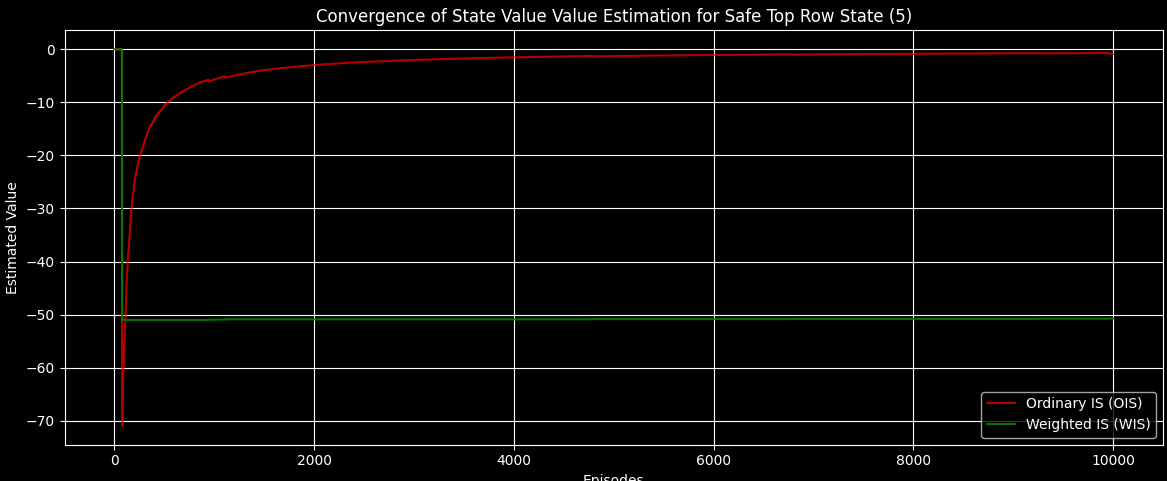 Convergence of State Value Value Estimation for Safe Top Row State (5)
Estimated Value
0
−10
−20
−30
−40
−50
−60
−70
Ordinary IS (OIS)
Weighted IS (WIS)
0
2000
4000
6000
8000
10000
Episodes